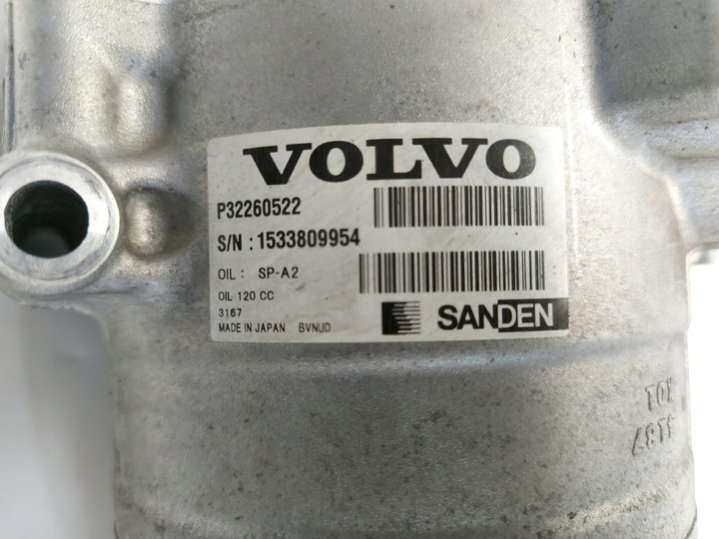 VOLVO
P32260522
S/N : 1533809954
OIL : SP-A2
OIL 120 CC
3167
MADE IN JAPAN BVNUD
SANDEN